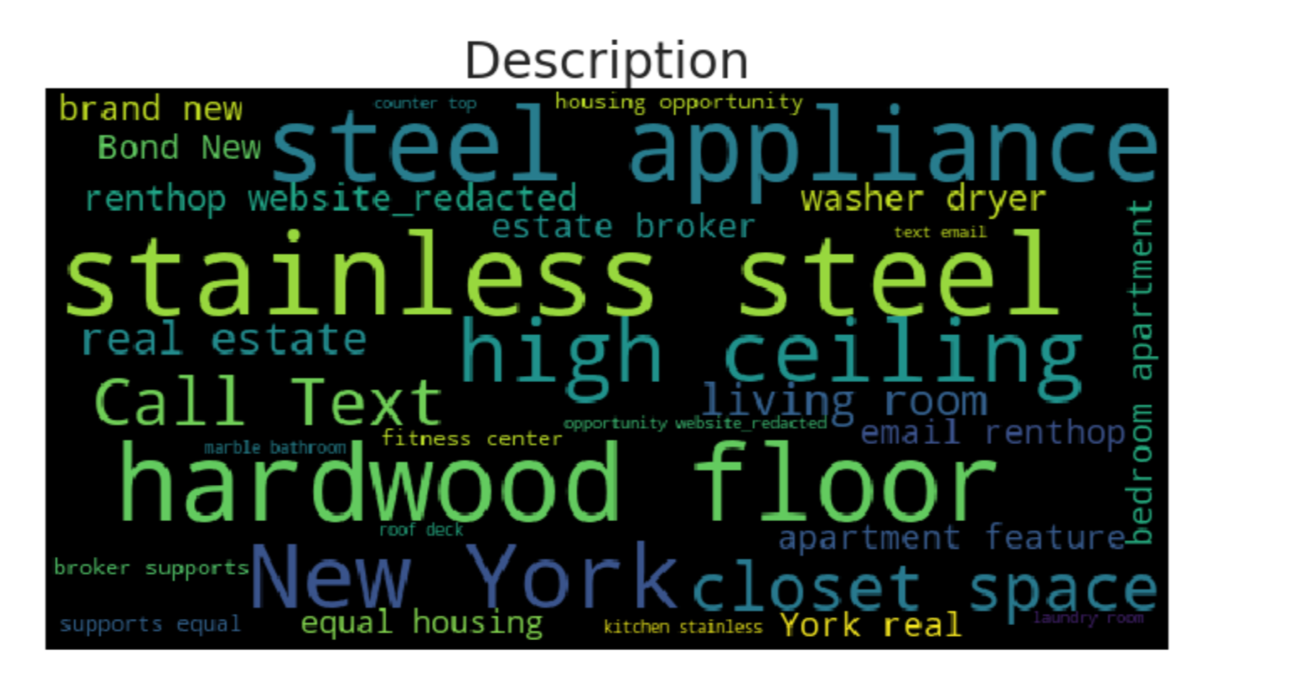 Description
brand new
counter top
housing opportunity
Bond New
steel appliance
renthop website_redacted
washer dryer
estate broker
text email
stainless steel
bedroom apartment
real estate
high ceiling
Call Text
living room
opportunity website_redacted
email renthop
fitness center
marble bathroom
hardwood floor
roof deck
apartment feature
broker supports
New York
closet space
supports equal
equal housing
kitchen stainless
York real
laundry room